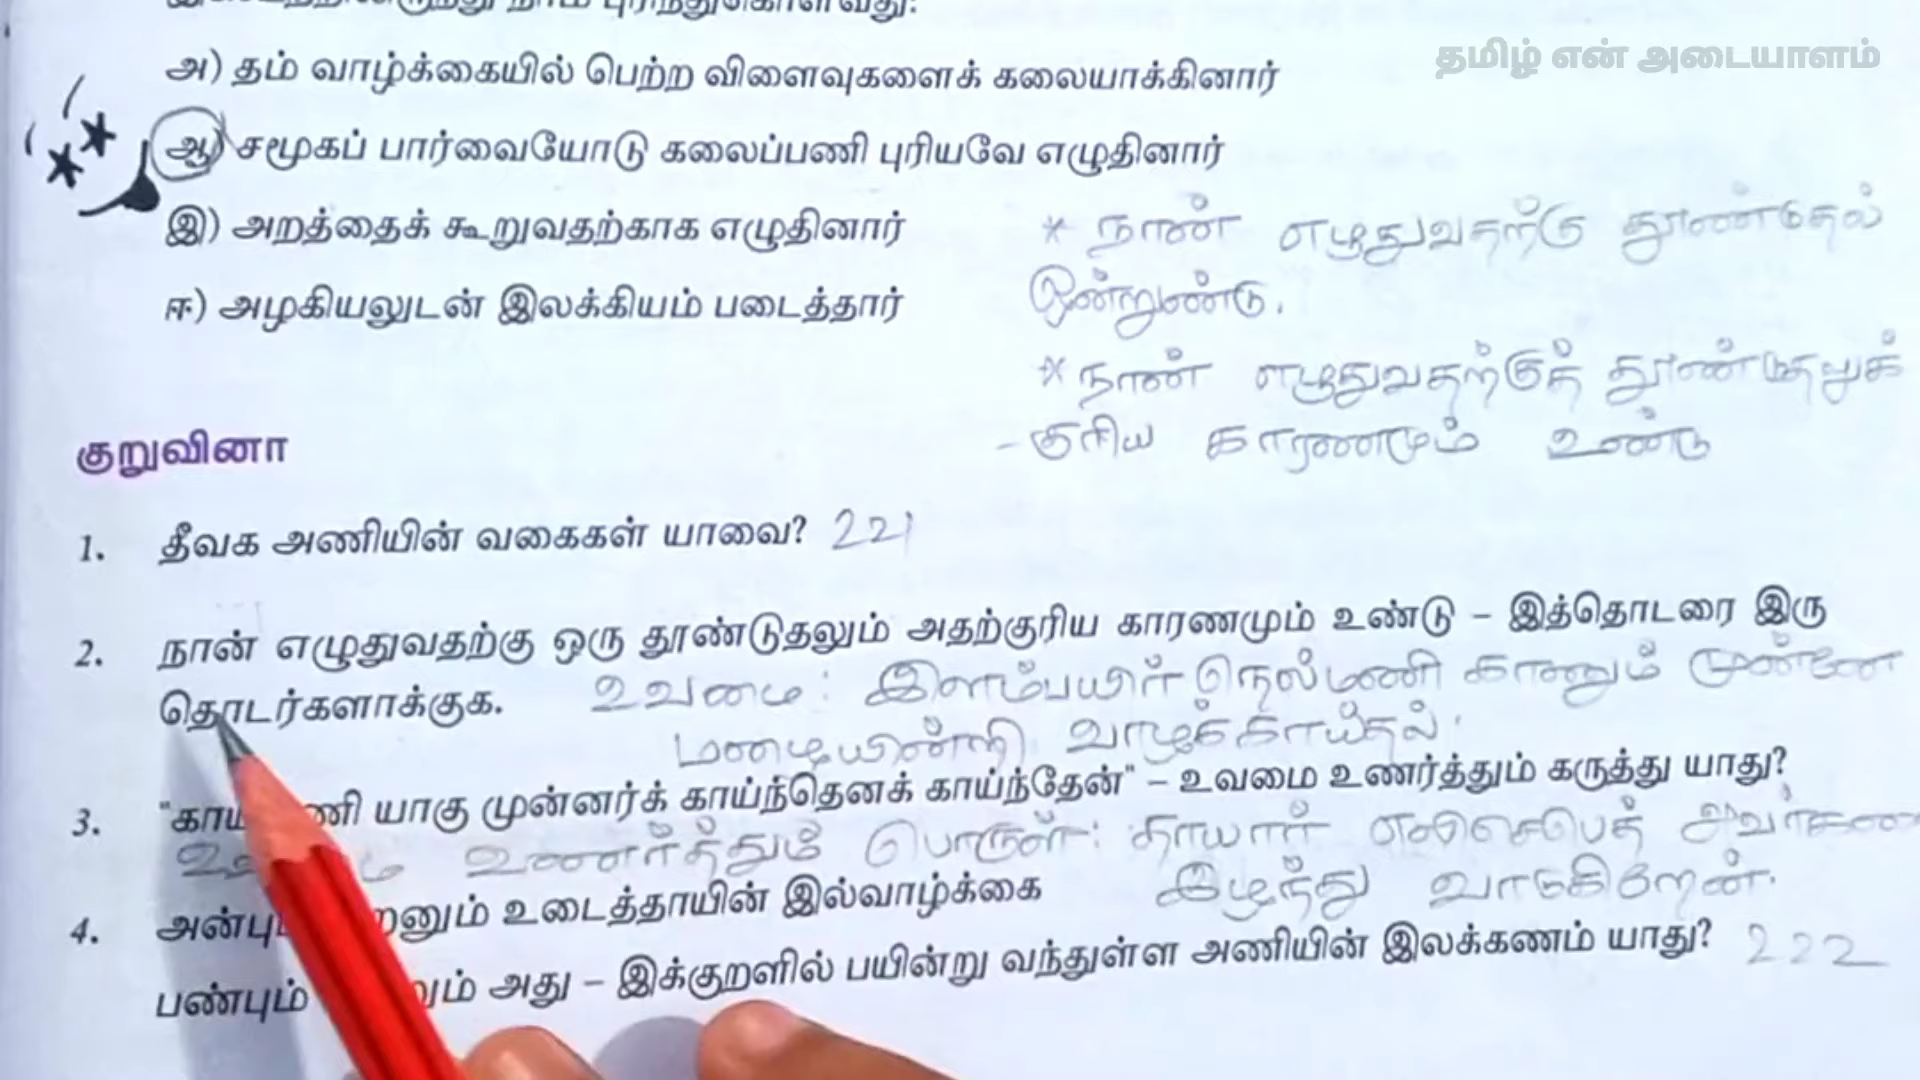 தமிழ் என் அடையாளம்
அ) தம் வாழ்க்கையில் பெற்ற விளைவுகளைக் கலையாக்கினார்
ஆ) சமூகப் பார்வையோடு கலைப்பணி புரியவே எழுதினார்
இ) அறத்தைக் கூறுவதற்காக எழுதினார்
ஈ) அழகியலுடன் இலக்கியம் படைத்தார்
* நான் எழுதுவதற்கு தூண்டுதல்
ஒன்றுண்டு.
* நான் எழுதுவதற்குத் தூண்டுதலுக்
- குரிய காரணமும் உண்டு
குறுவினா
1. தீவக அணியின் வகைகள் யாவை? 221
2. நான் எழுதுவதற்கு ஒரு தூண்டுதலும் அதற்குரிய காரணமும் உண்டு – இத்தொடரை இரு
தொடர்களாக்குக.
உவமை : இளம்பயிர் நெல்மணி காணும் முன்னே
மழையின்றி வாழக்காய்தல்.
3. யாகு முன்னர்க் காய்ந்தெனக் காய்ந்தேன்" – உவமை உணர்த்தும் கருத்து யாது?
உணர்த்தும் பொருள் : தாயார்
இழந்து வாடுகிறேன்.
4. உடைத்தாயின் இல்வாழ்க்கை
பண்பும் அது – இக்குறளில் பயின்று வந்துள்ள அணியின் இலக்கணம் யாது? 222